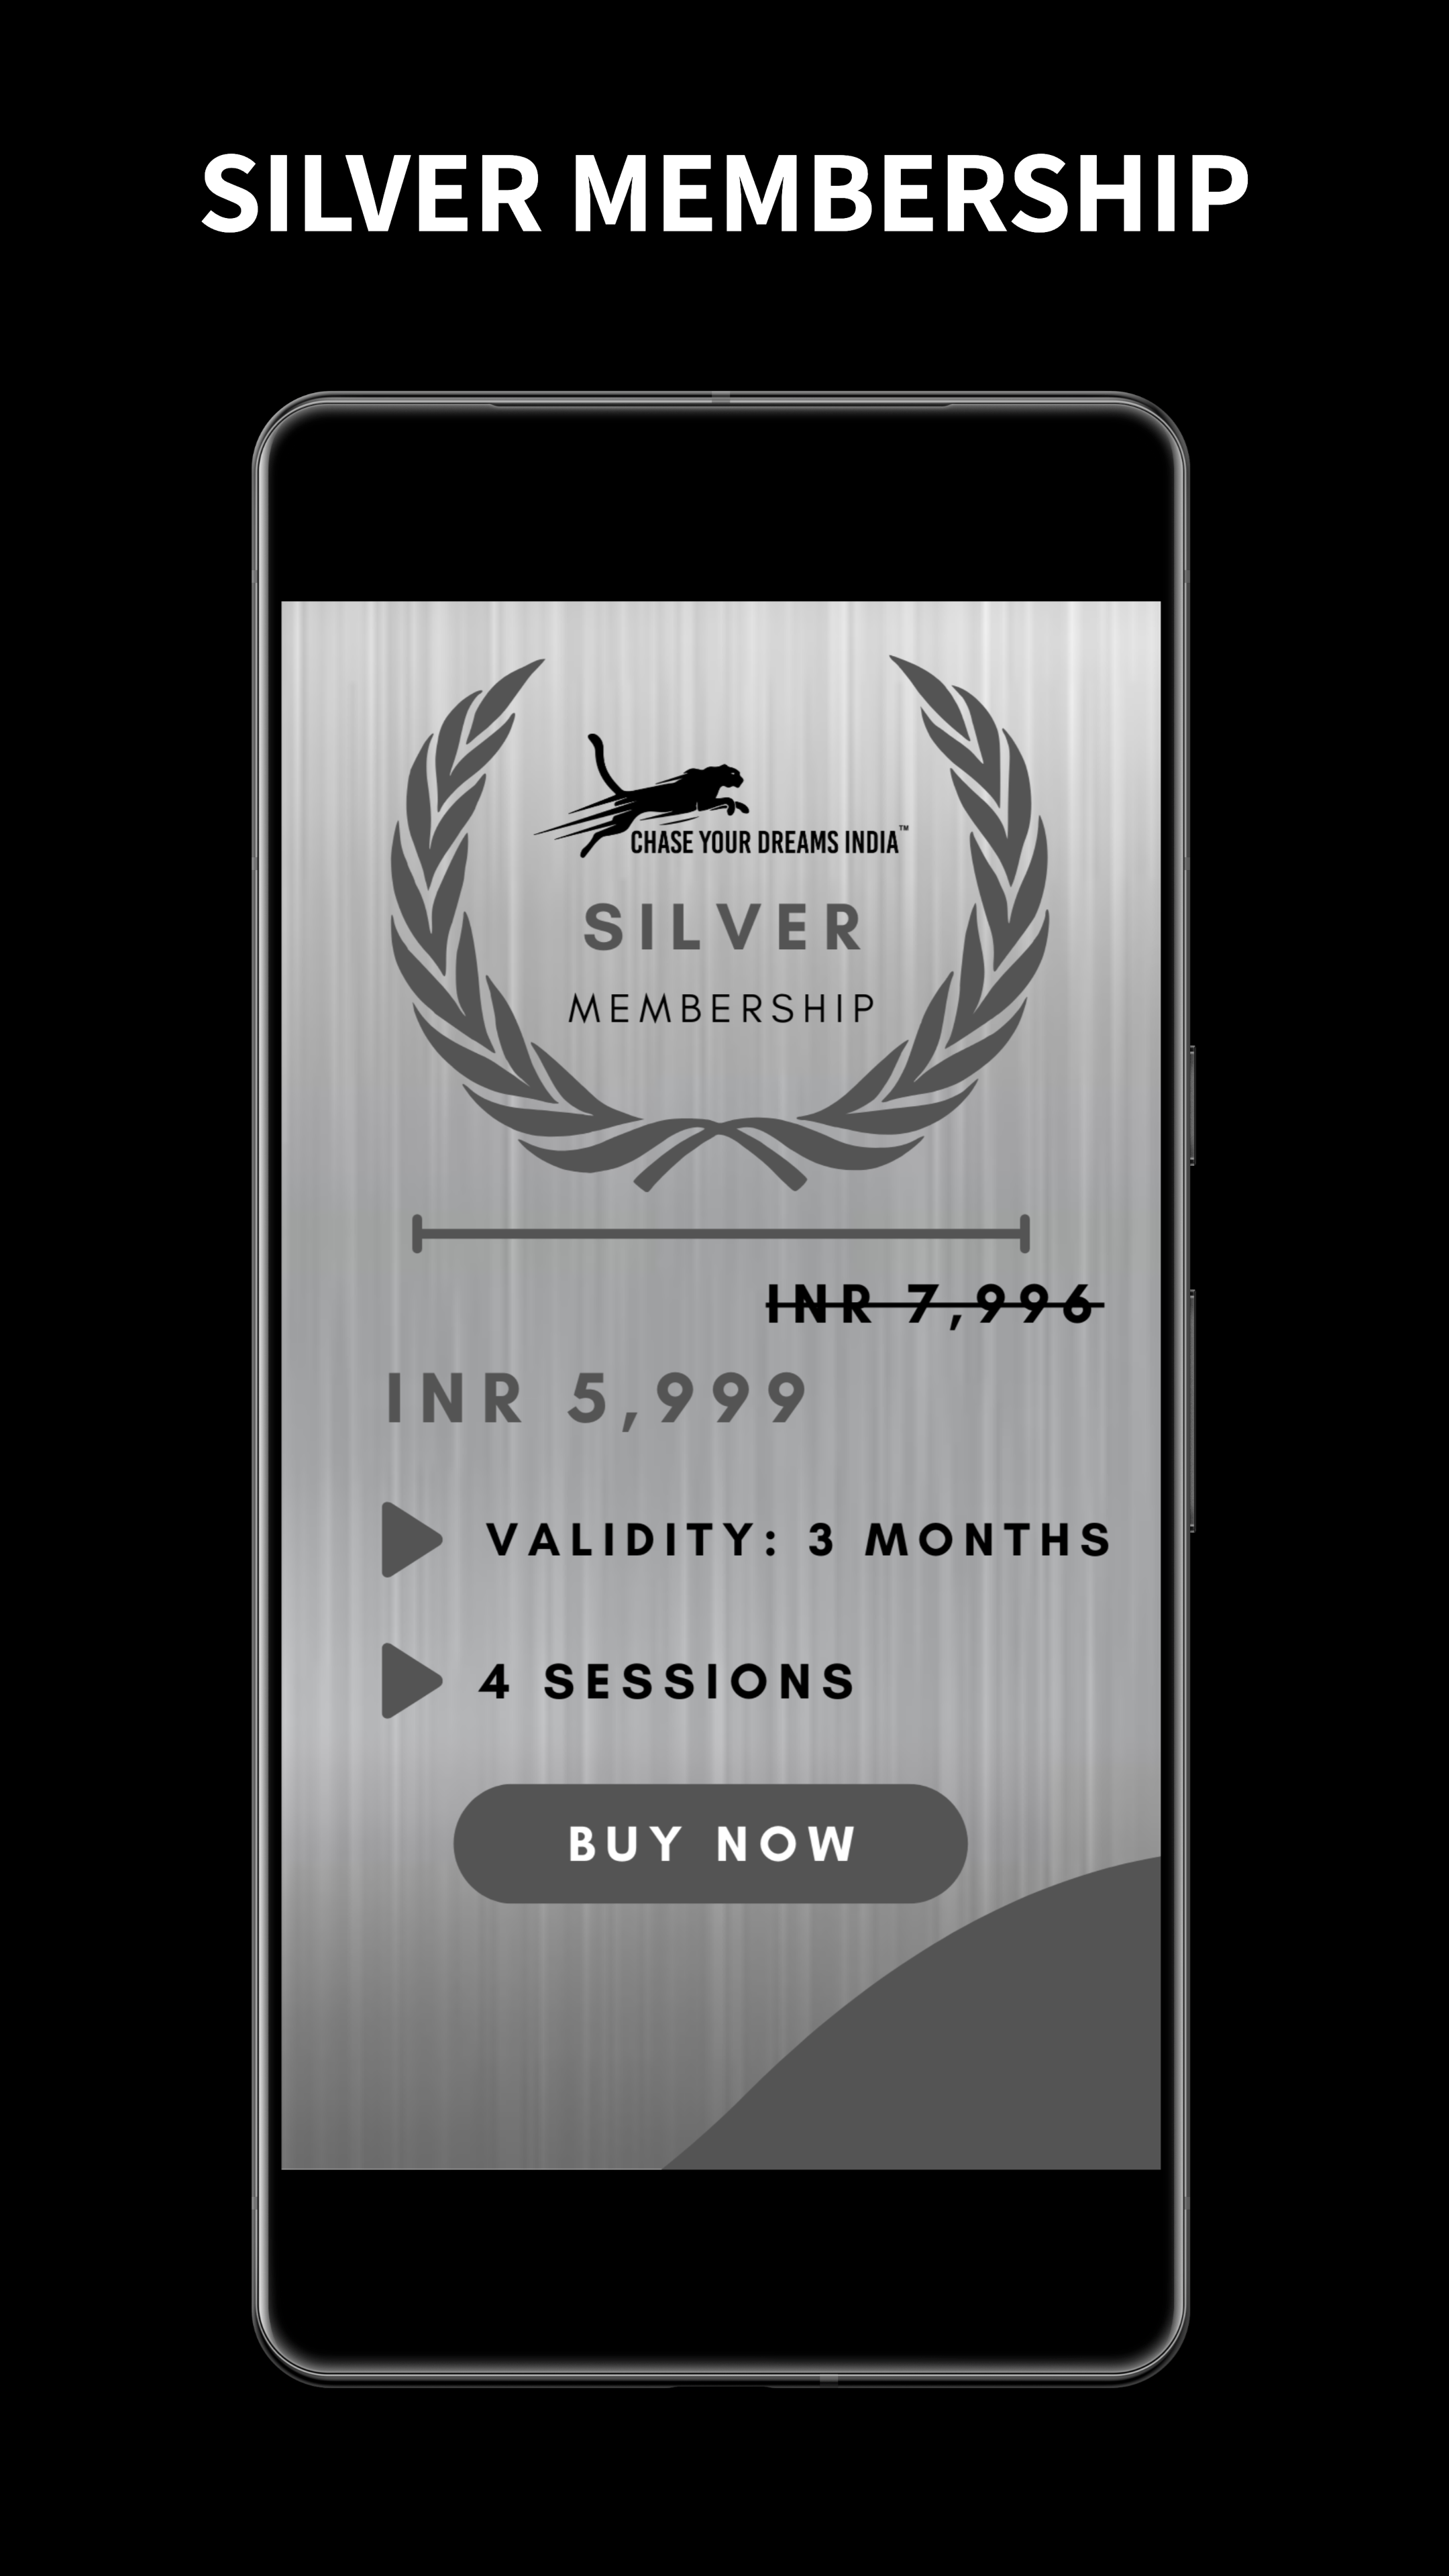 SILVER MEMBERSHIP
CHASE YOUR DREAMS INDIA™
SILVER
MEMBERSHIP
INR 7,996
INR 5,999
VALIDITY: 3 MONTHS
4 SESSIONS
BUY NOW